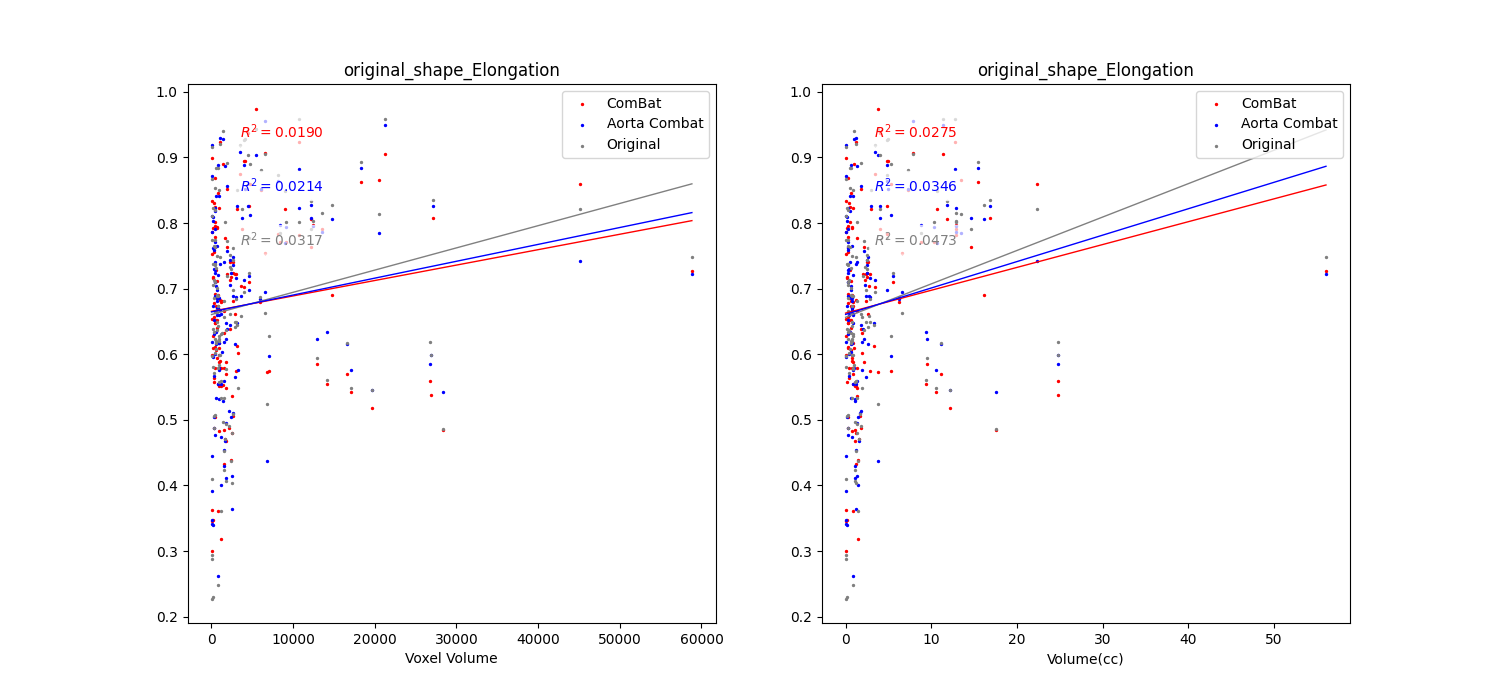 original_shape_Elongation
ComBat
Aorta Combat
Original
R² = 0.0190
R² = 0.0214
R² = 0.0317
1.0
0.9
0.8
0.7
0.6
0.5
0.4
0.3
0.2
0
10000
20000
30000
40000
50000
60000
Voxel Volume
original_shape_Elongation
ComBat
Aorta Combat
Original
R² = 0.0275
R² = 0.0346
R² = 0.0473
1.0
0.9
0.8
0.7
0.6
0.5
0.4
0.3
0.2
0
10
20
30
40
50
Volume(cc)